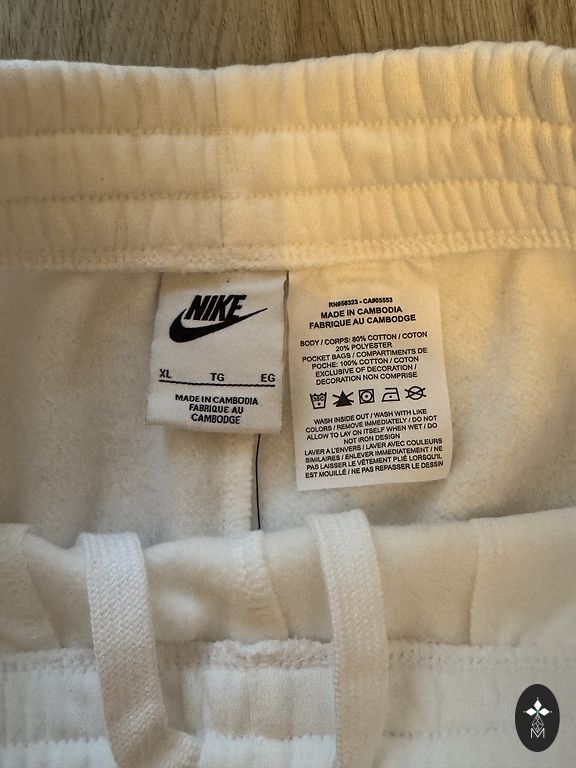 NIKE
XL TG EG
MADE IN CAMBODIA
FABRIQUE AU
CAMBODGE
RN#56323 - CA#05553
MADE IN CAMBODIA
FABRIQUE AU CAMBODGE
BODY / CORPS: 80% COTTON / COTON
20% POLYESTER
POCKET BAGS / COMPARTIMENTS DE
POCHE: 100% COTTON / COTON
EXCLUSIVE OF DECORATION /
DECORATION NON COMPRISE
WASH INSIDE OUT / WASH WITH LIKE
COLORS / REMOVE IMMEDIATELY / DO NOT
ALLOW TO LAY ON ITSELF WHEN WET / DO
NOT IRON DESIGN
LAVER A L'ENVERS / LAVER AVEC COULEURS
SIMILAIRES / ENLEVER IMMEDIATEMENT / NE
PAS LAISSER LE VÊTEMENT PLIÉ LORSQU'IL
EST MOUILLÉ / NE PAS REPASSER LE DESSIN
M